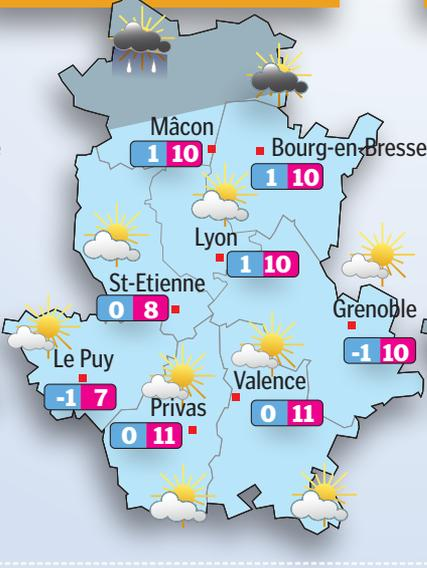 Mâcon
1 10
Bourg-en-Bresse
1 10
Lyon
1 10
St-Etienne
0 8
Grenoble
-1 10
Le Puy
-1 7
Valence
0 11
Privas
0 11